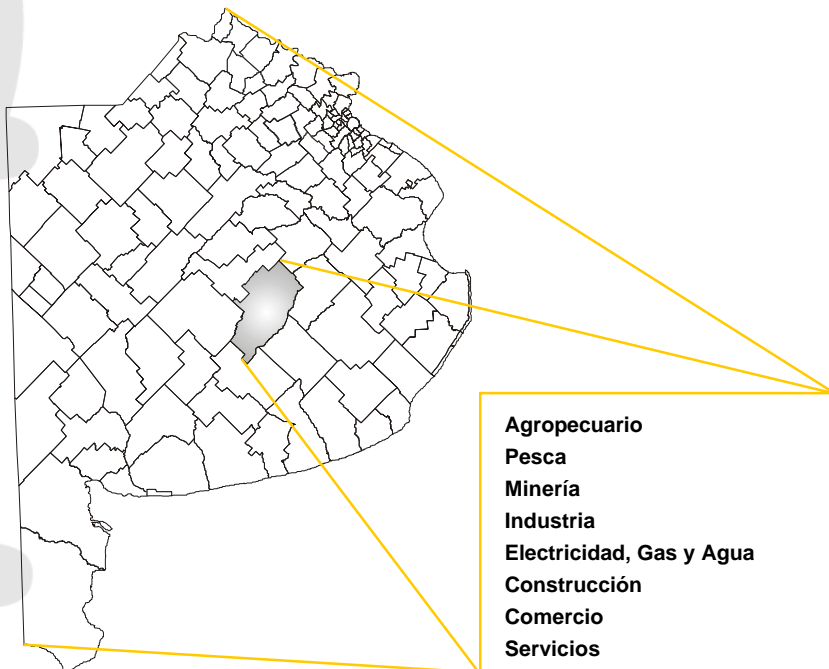 Agropecuario
Pesca
Minería
Industria
Electricidad, Gas y Agua
Construcción
Comercio
Servicios